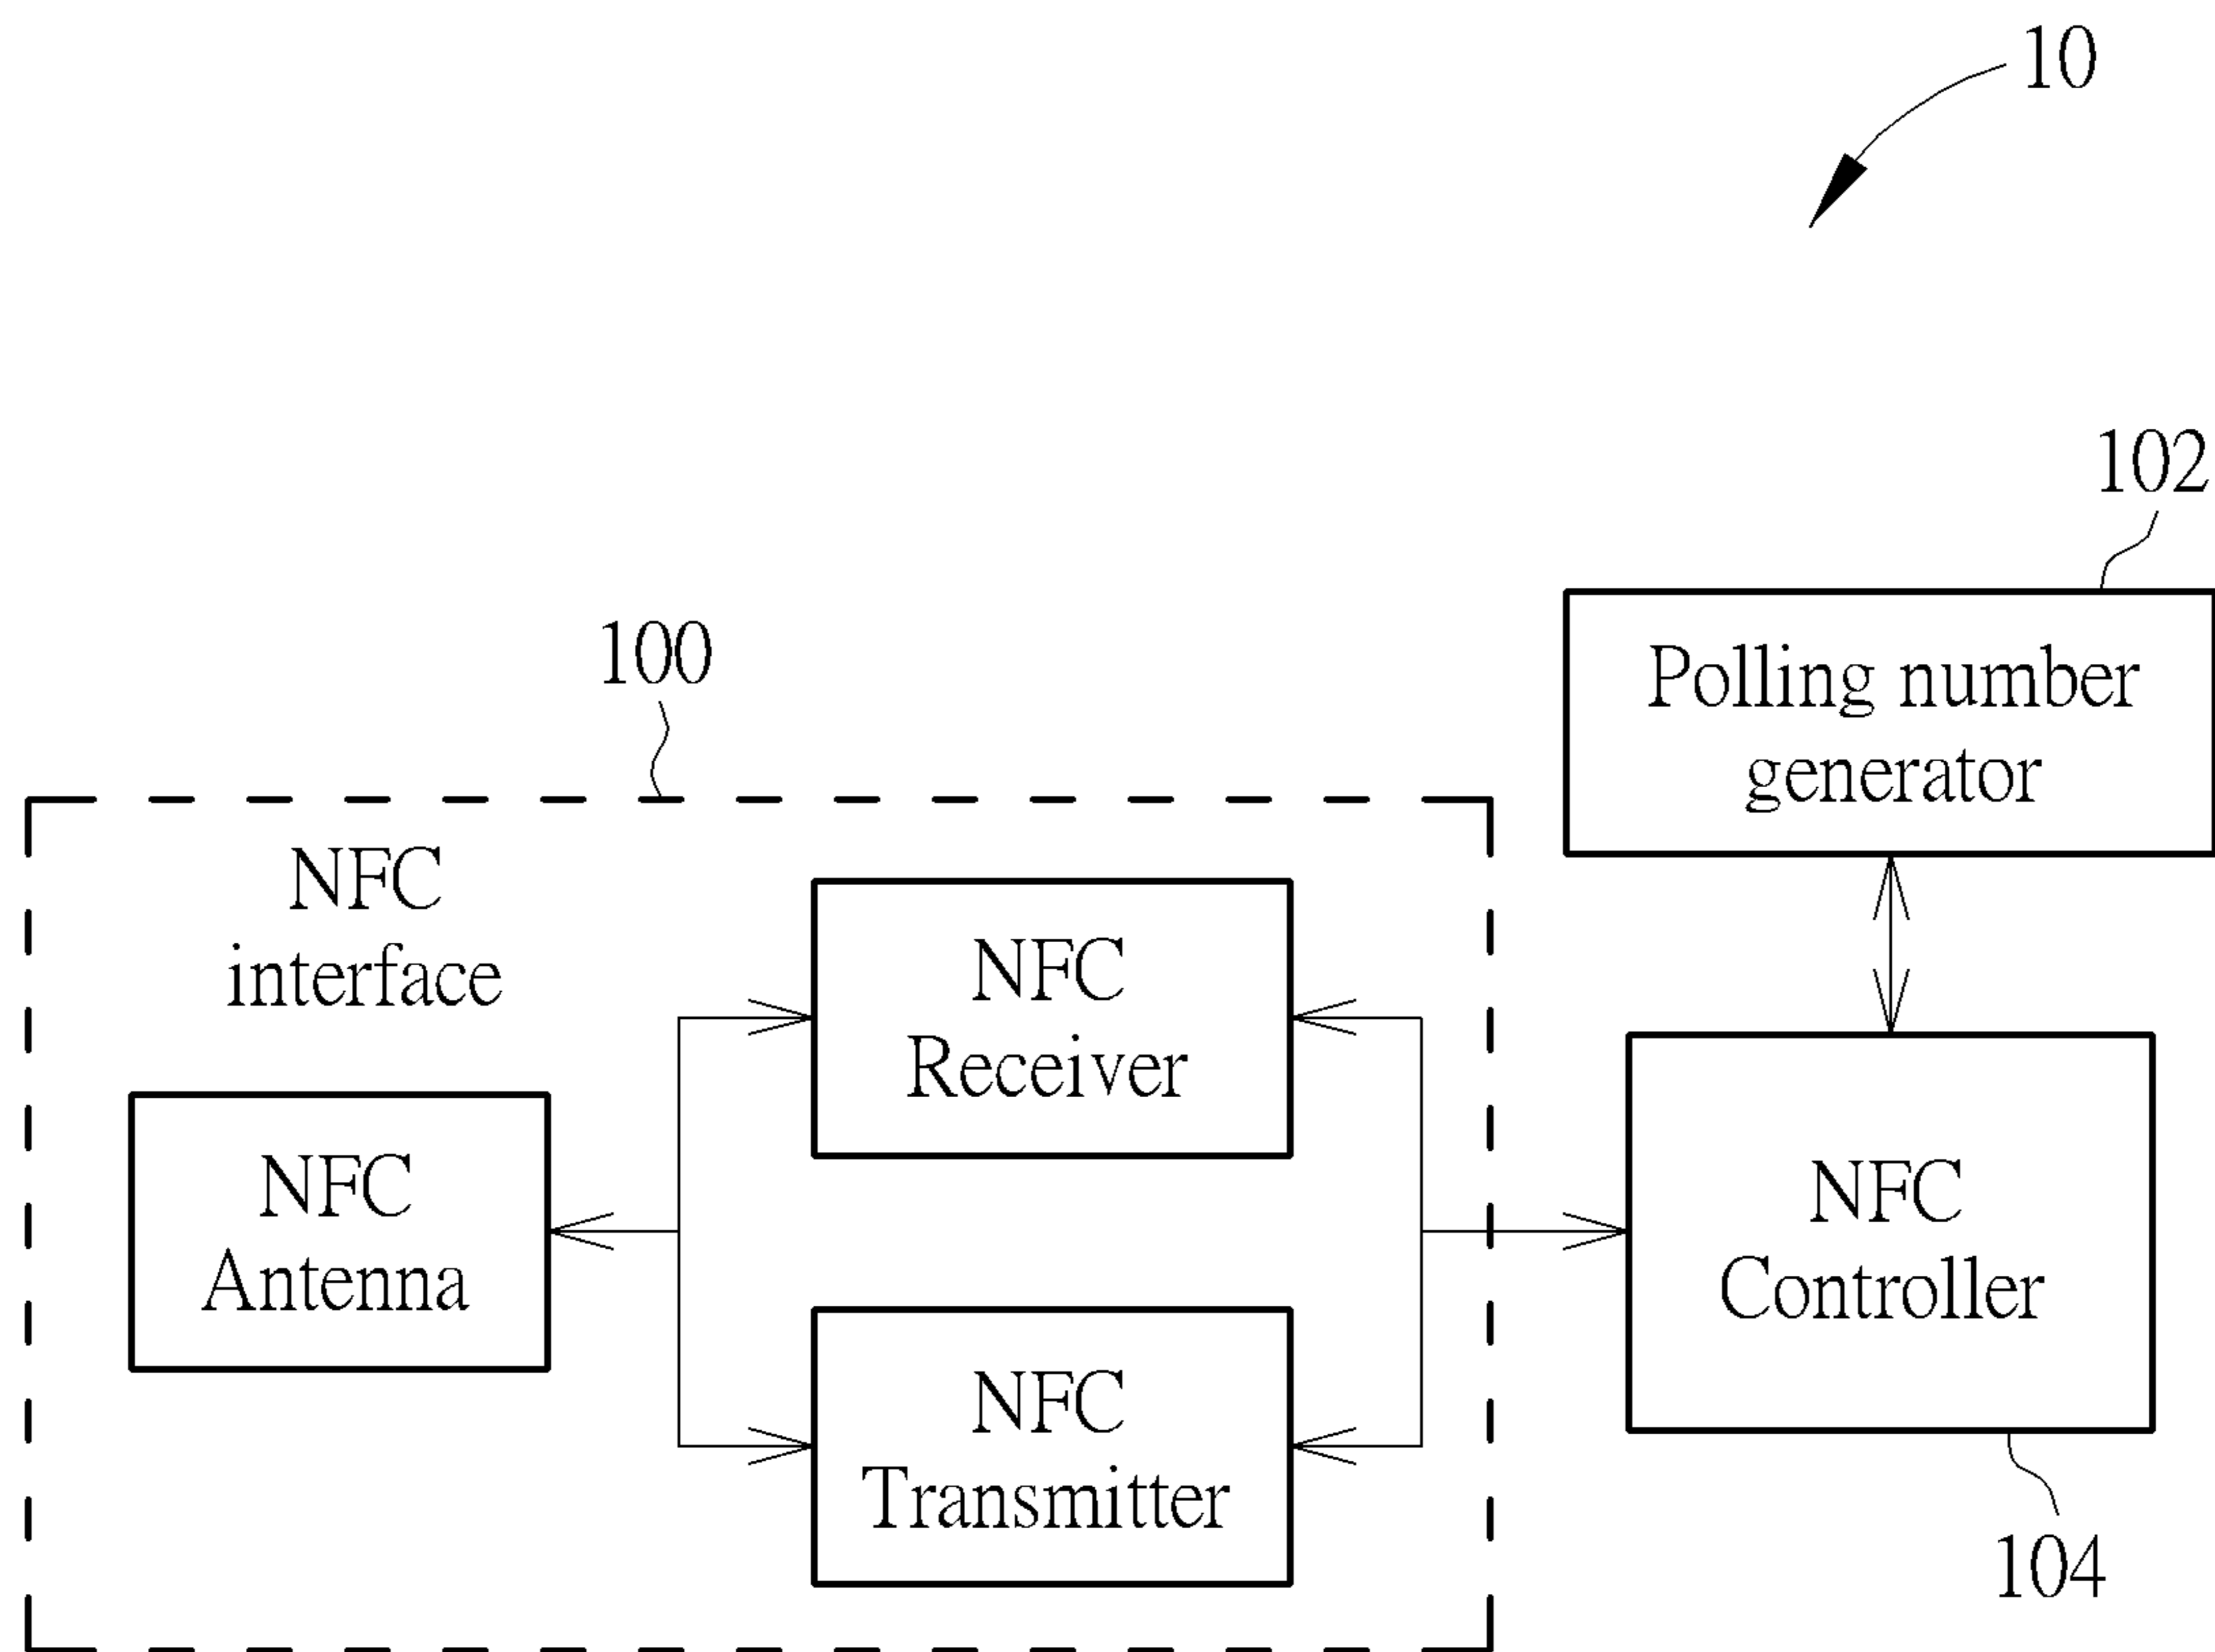 10
102
Polling number
generator
100
NFC
interface
NFC
Receiver
NFC
Antenna
NFC
Transmitter
NFC
Controller
104